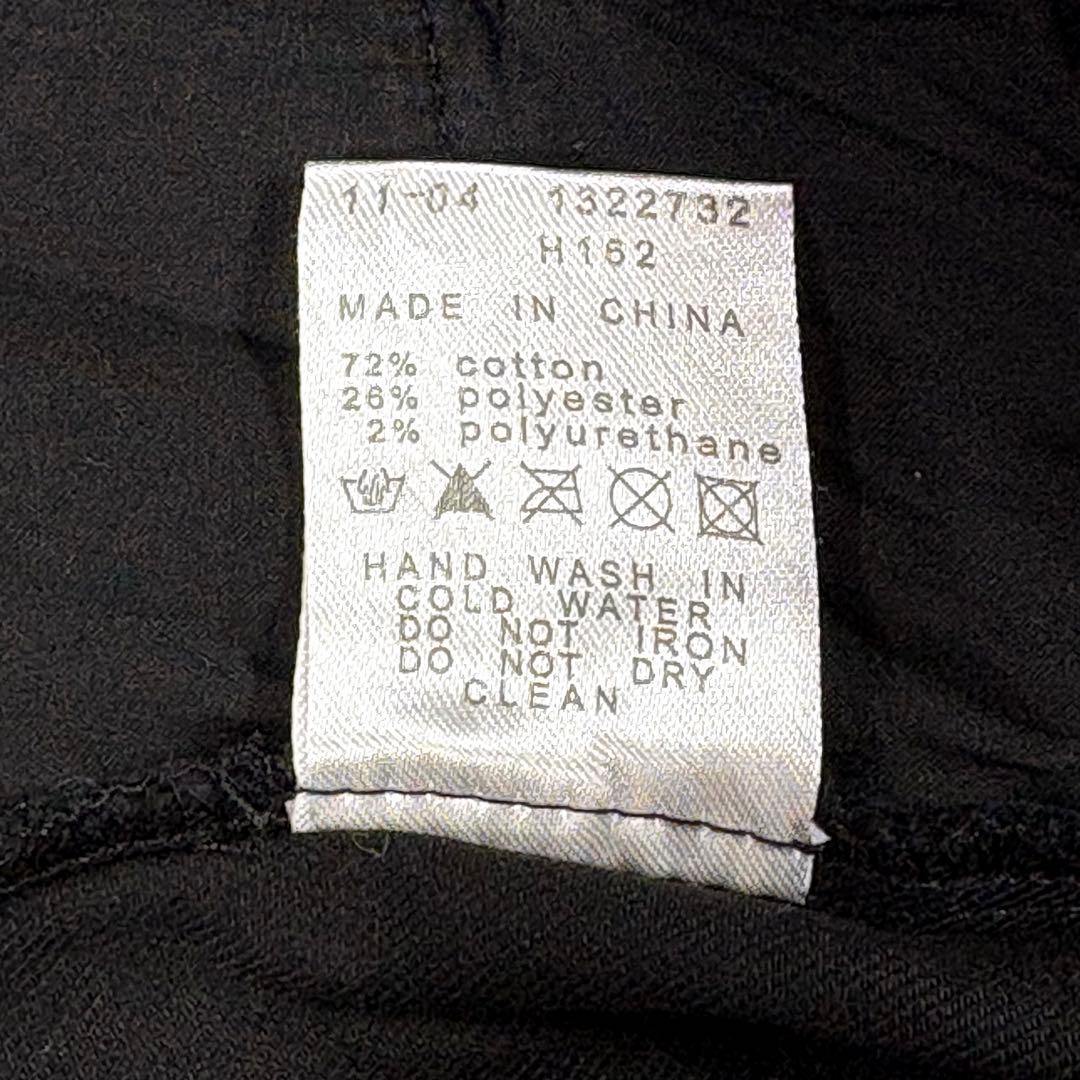 11-04 1322732
H162
MADE IN CHINA
72% cotton
26% polyester
2% polyurethane
HAND WASH IN
COLD WATER
DO NOT IRON
DO NOT DRY
CLEAN